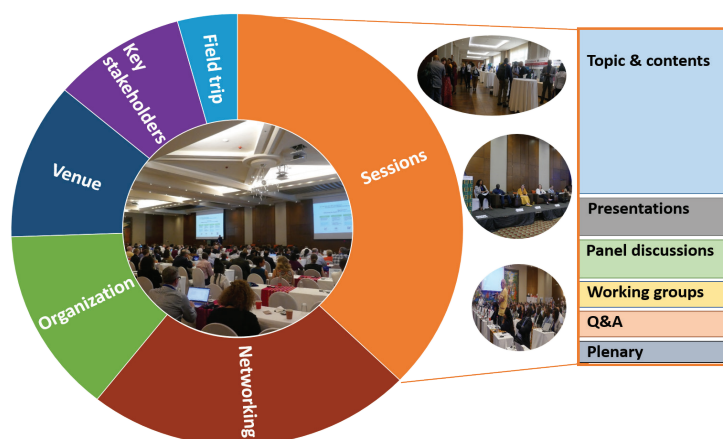 Sessions
Networking
Organization
Venue
Key
stakeholders
Field trip
Topic & contents
Presentations
Panel discussions
Working groups
Q&A
Plenary